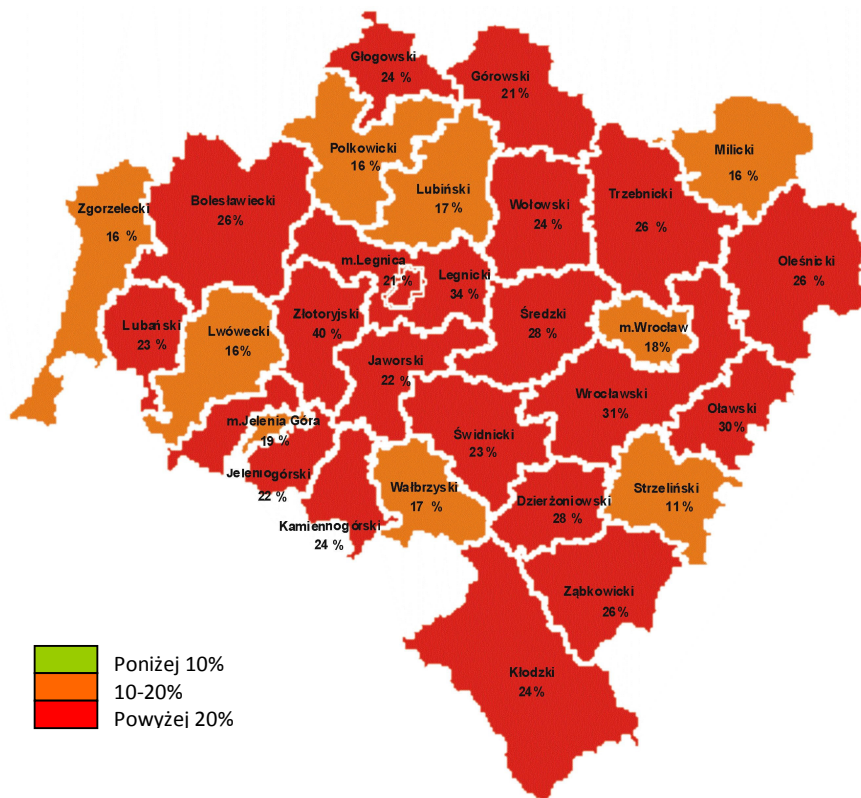 Głogowski
24 %
Górowski
21 %
Polkowicki
16 %
Milicki
16 %
Lubiński
17 %
Trzebnicki
26 %
Wołowski
24 %
Bolesławiecki
26%
Zgorzelecki
16 %
Oleśnicki
26 %
m.Legnica
21 %
Legnicki
34 %
Złotoryjski
40 %
Średzki
28 %
m.Wrocław
18%
Lubański
23 %
Lwówecki
16%
Jaworski
22 %
Wrocławski
31%
Oławski
30%
m.Jelenia Góra
19 %
Świdnicki
23%
Jeleniogórski
22 %
Wałbrzyski
17 %
Strzeliński
11 %
Dzierżoniowski
28 %
Kamiennogórski
24 %
Ząbkowicki
26%
Kłodzki
24%
Poniżej 10%
10-20%
Powyżej 20%